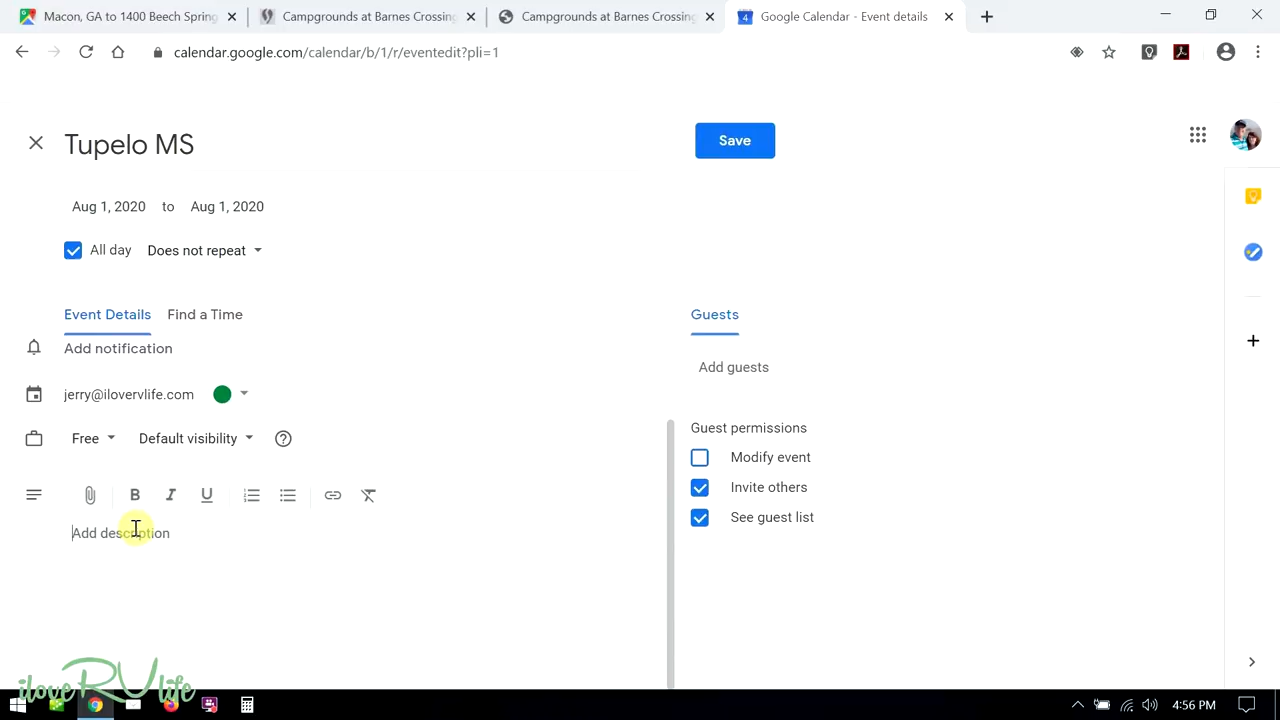 Macon, GA to 1400 Beech Spring
Campgrounds at Barnes Crossing
Campgrounds at Barnes Crossing
Google Calendar - Event details
calendar.google.com/calendar/b/1/r/eventedit?pli=1
Tupelo MS
Save
Aug 1, 2020 to Aug 1, 2020
All day Does not repeat
Event Details Find a Time
Guests
Add notification
Add guests
jerry@ilovervlife.com
Guest permissions
Free Default visibility
Modify event
Invite others
B I U
See guest list
Add description
iloveRVlife
4:56 PM